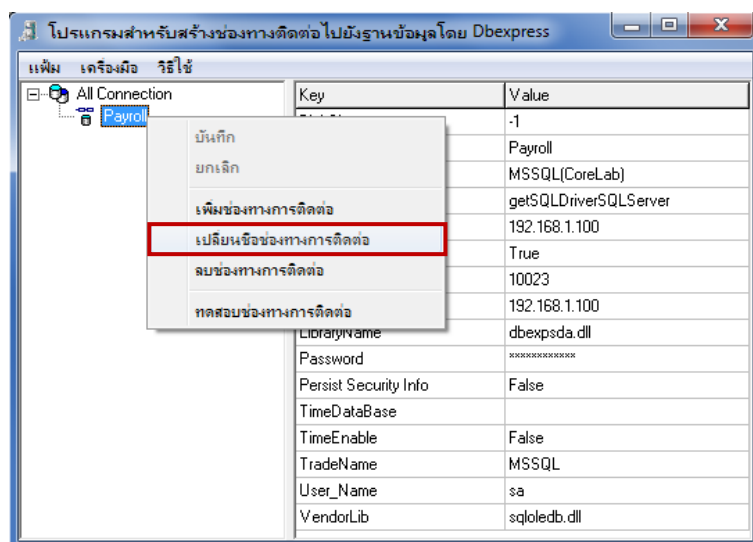 โปรแกรมสำหรับสร้างช่องทางติดต่อไปยังฐานข้อมูลโดย Dbexpress
แฟ้ม เครื่องมือ วิธีใช้
All Connection
Payroll
บันทึก
ยกเลิก
เพิ่มช่องทางการติดต่อ
เปลี่ยนชื่อช่องทางการติดต่อ
ลบช่องทางการติดต่อ
ทดสอบช่องทางการติดต่อ
Key Value
-1
Payroll
MSSQL(CoreLab)
getSQLDriverSQLServer
192.168.1.100
True
10023
192.168.1.100
LibraryName dbexpsda.dll
Password ************
Persist Security Info False
TimeDataBase
TimeEnable False
TradeName MSSQL
User_Name sa
VendorLib sqloledb.dll